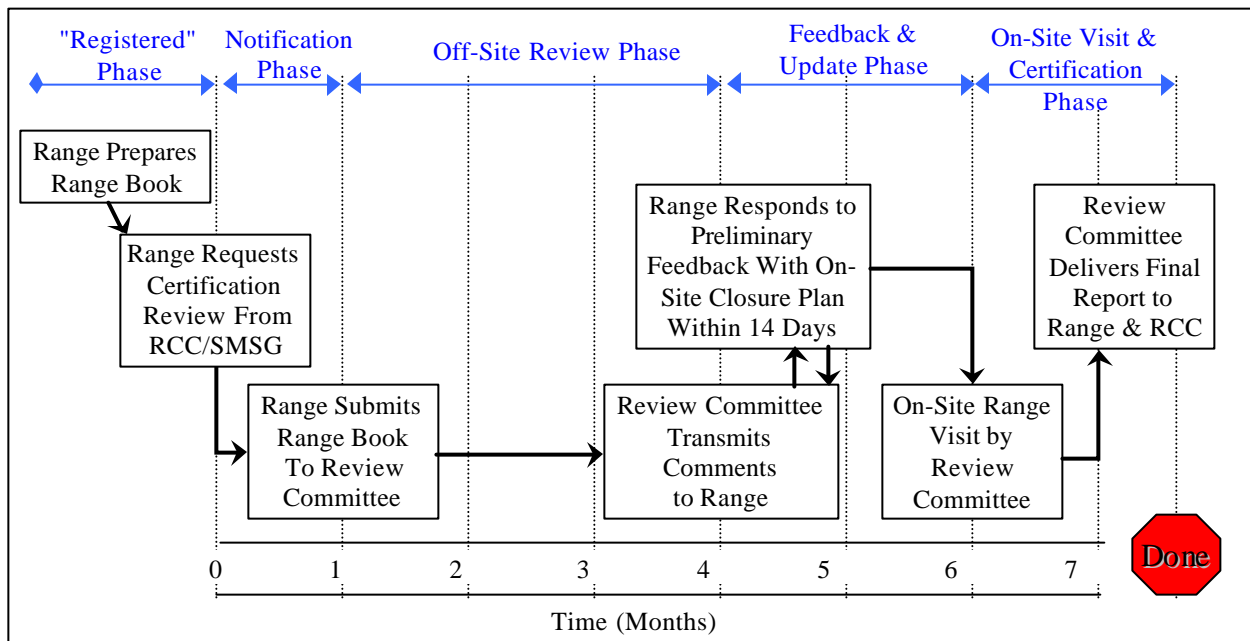 "Registered"
Phase
Notification
Phase
Off-Site Review Phase
Feedback &
Update Phase
On-Site Visit &
Certification
Phase
Range Prepares
Range Book
Range Requests
Certification
Review From
RCC/SMSG
Range Submits
Range Book
To Review
Committee
Review Committee
Transmits
Comments
to Range
Range Responds to
Preliminary
Feedback With On-
Site Closure Plan
Within 14 Days
On-Site Range
Visit by
Review
Committee
Review
Committee
Delivers Final
Report to
Range & RCC
Done
0 1 2 3 4 5 6 7
Time (Months)